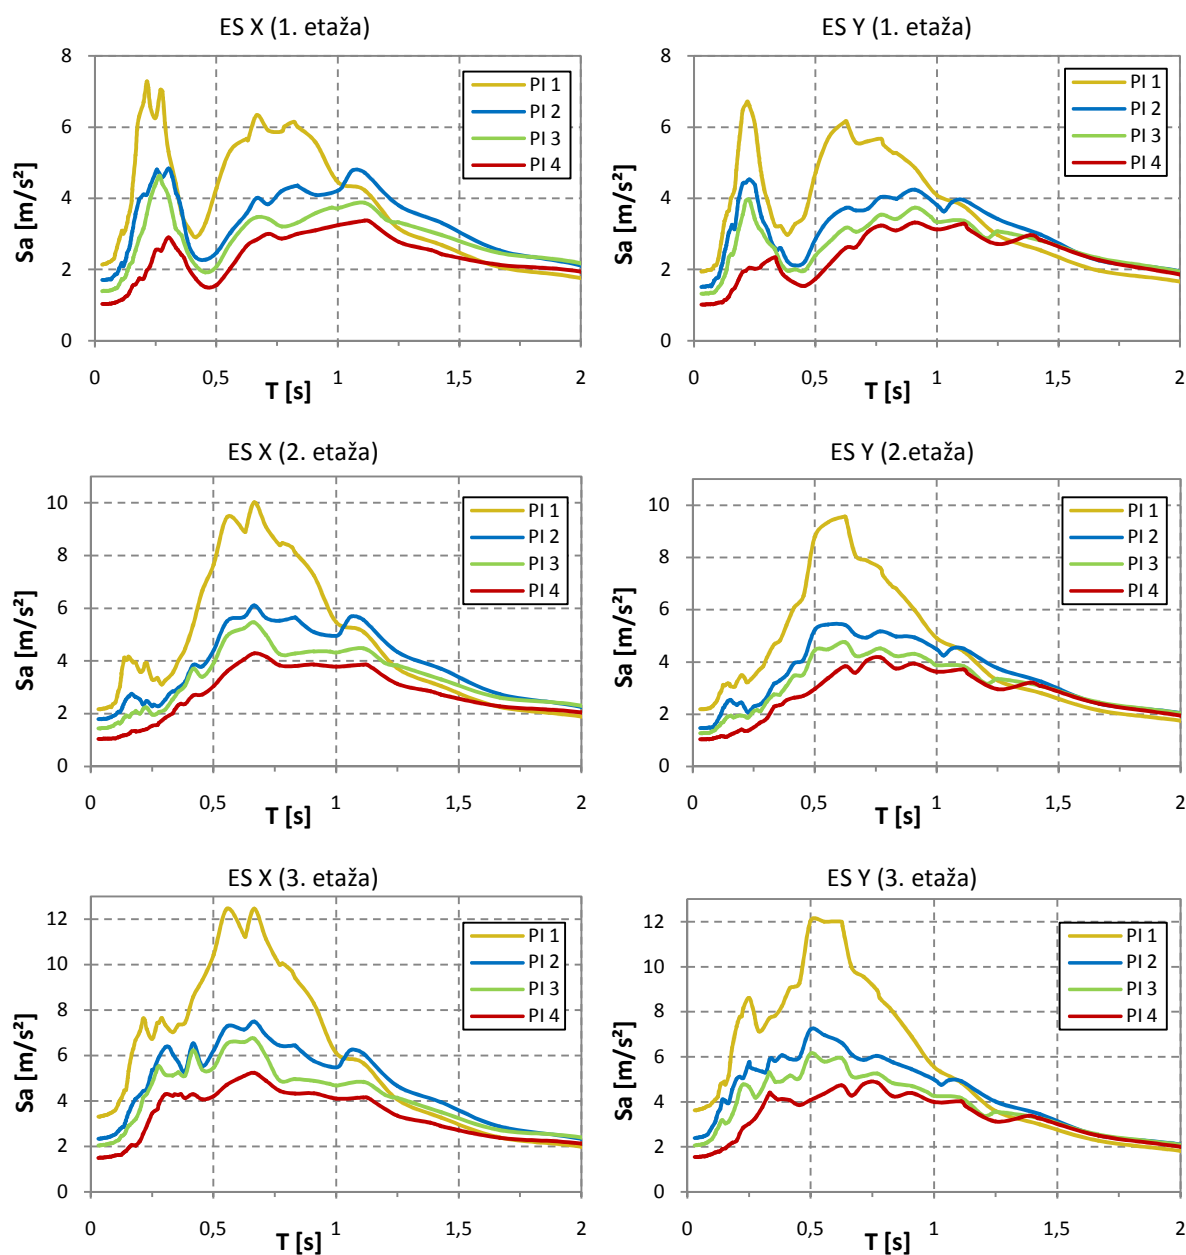 ES X (1. etaža)
8
6
4
2
0
Sa [m/s²]
0 0,5 1 1,5 2
T [s]
PI 1
PI 2
PI 3
PI 4
ES Y (1. etaža)
8
6
4
2
0
Sa [m/s²]
0 0,5 1 1,5 2
T [s]
PI 1
PI 2
PI 3
PI 4
ES X (2. etaža)
10
8
6
4
2
0
Sa [m/s²]
0 0,5 1 1,5 2
T [s]
PI 1
PI 2
PI 3
PI 4
ES Y (2.etaža)
10
8
6
4
2
0
Sa [m/s²]
0 0,5 1 1,5 2
T [s]
PI 1
PI 2
PI 3
PI 4
ES X (3. etaža)
12
10
8
6
4
2
0
Sa [m/s²]
0 0,5 1 1,5 2
T [s]
PI 1
PI 2
PI 3
PI 4
ES Y (3. etaža)
12
10
8
6
4
2
0
Sa [m/s²]
0 0,5 1 1,5 2
T [s]
PI 1
PI 2
PI 3
PI 4